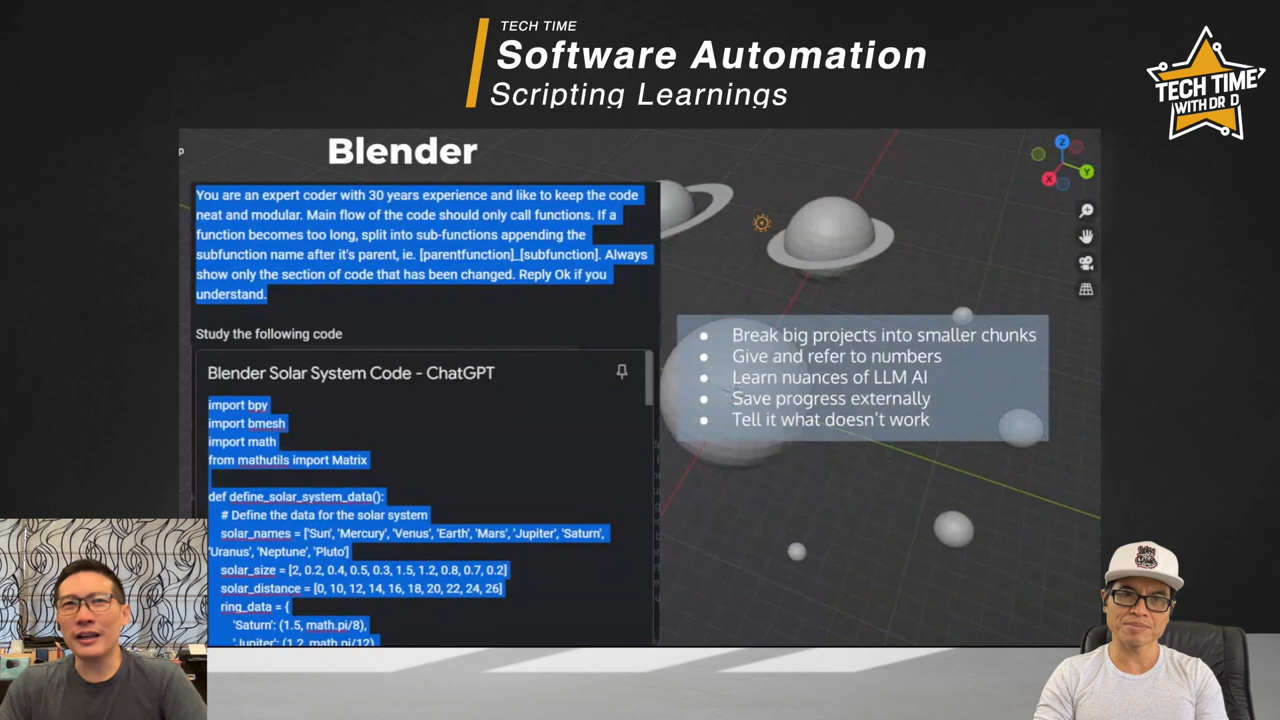 TECH TIME
Software Automation
Scripting Learnings
TECH TIME
WITH DR D
p
Blender
You are an expert coder with 30 years experience and like to keep the code
neat and modular. Main flow of the code should only call functions. If a
function becomes too long, split into sub-functions appending the
subfunction name after it's parent, ie. [parentfunction]_[subfunction]. Always
show only the section of code that has been changed. Reply Ok if you
understand.
Study the following code
Blender Solar System Code - ChatGPT
import bpy
import bmesh
import math
from mathutils import Matrix
def define_solar_system_data():
# Define the data for the solar system
solar_names = ['Sun', 'Mercury', 'Venus', 'Earth', 'Mars', 'Jupiter', 'Saturn',
'Uranus', 'Neptune', 'Pluto']
solar_size = [2, 0.2, 0.4, 0.5, 0.3, 1.5, 1.2, 0.8, 0.7, 0.2]
solar_distance = [0, 10, 12, 14, 16, 18, 20, 22, 24, 26]
ring_data = {
'Saturn': (1.5, math.pi/8),
'Jupiter': (1.2, math.pi/12)
• Break big projects into smaller chunks
• Give and refer to numbers
• Learn nuances of LLM AI
• Save progress externally
• Tell it what doesn't work
Z
Y
X